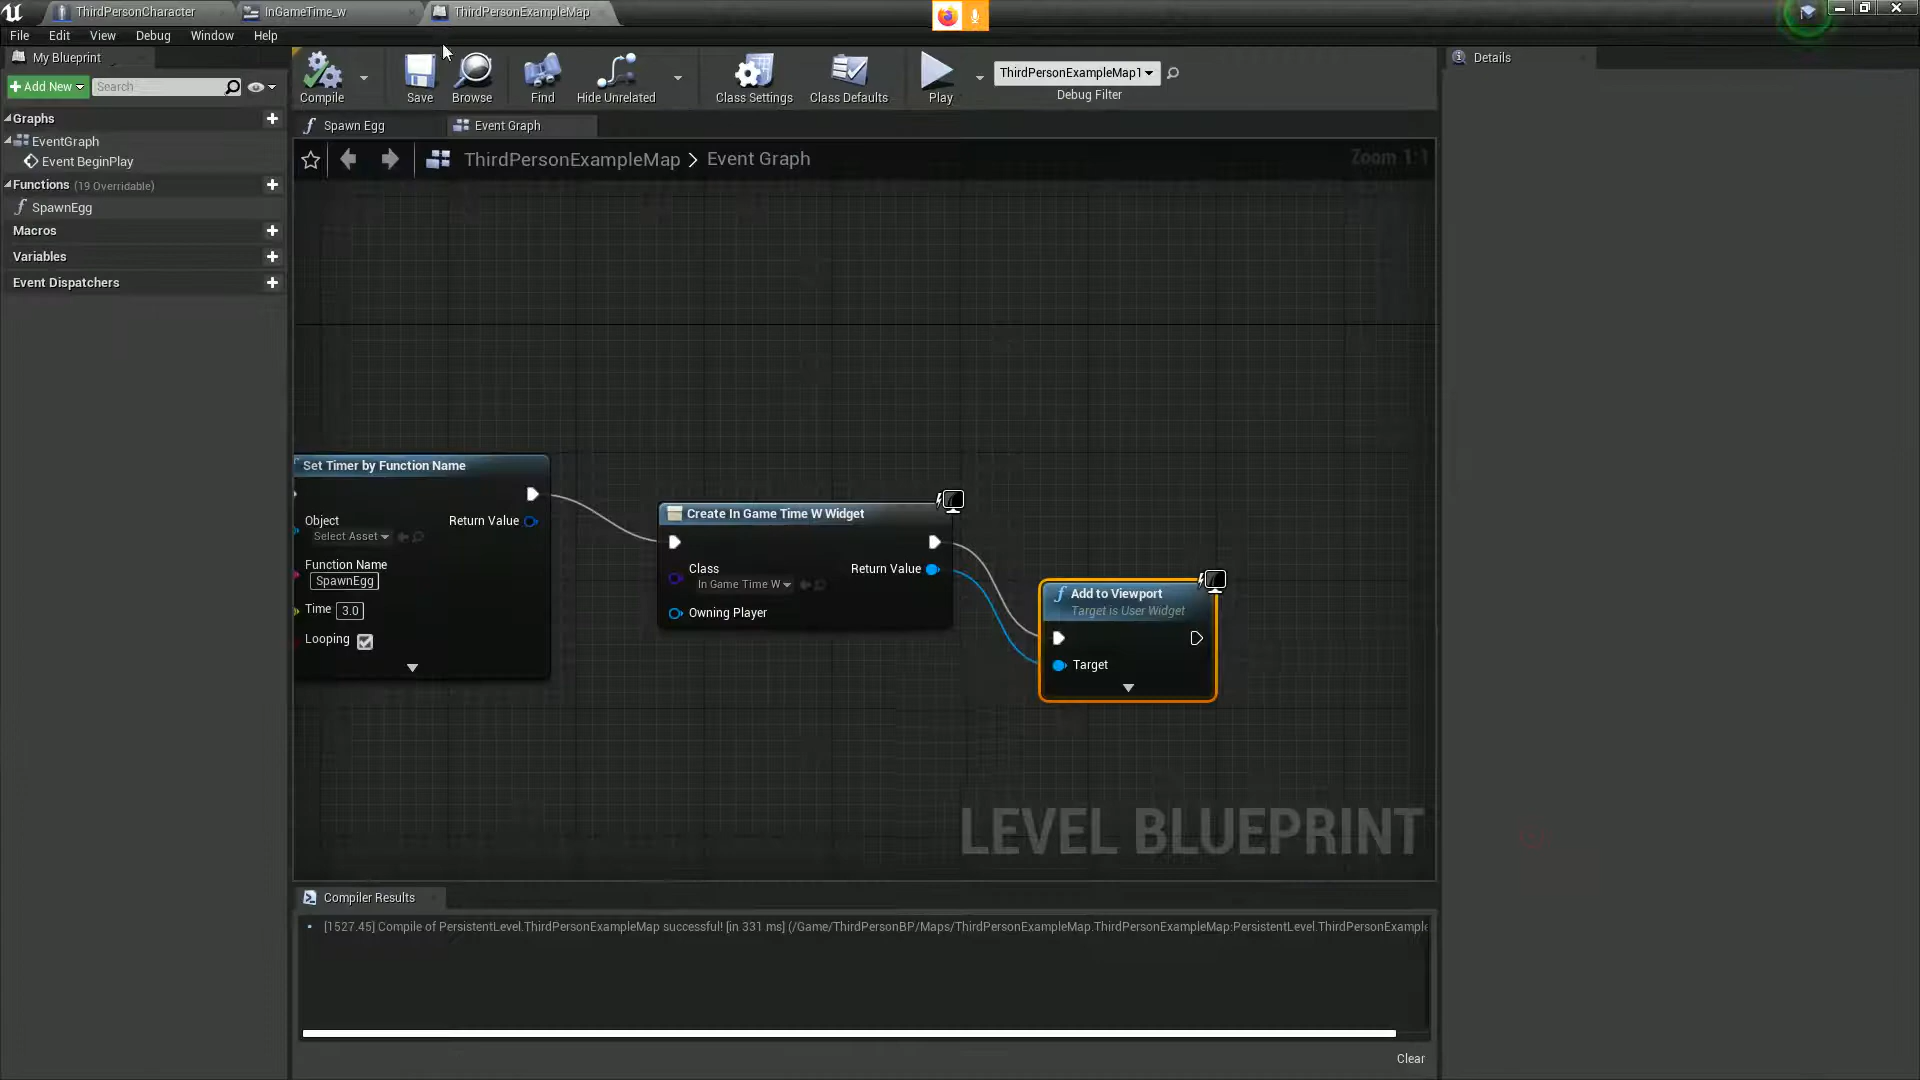 ThirdPersonCharacter
InGameTime_w
ThirdPersonExampleMap
File Edit View Debug Window Help
My Blueprint
Add New
Search
Graphs
EventGraph
Event BeginPlay
Functions (19 Overridable)
SpawnEgg
Macros
Variables
Event Dispatchers
Compile
Save
Browse
Find
Hide Unrelated
Class Settings
Class Defaults
Play
ThirdPersonExampleMap1
Debug Filter
Spawn Egg
Event Graph
ThirdPersonExampleMap > Event Graph
Zoom 1:1
Set Timer by Function Name
Object
Select Asset
Return Value
Function Name
SpawnEgg
Time 3.0
Looping
Create In Game Time W Widget
Class
In Game Time W
Return Value
Owning Player
Add to Viewport
Target is User Widget
Target
LEVEL BLUEPRINT
Compiler Results
[1527.45] Compile of PersistentLevel.ThirdPersonExampleMap successful! [in 331 ms] (/Game/ThirdPersonBP/Maps/ThirdPersonExampleMap.ThirdPersonExampleMap:PersistentLevel.ThirdPersonExample
Clear
Details